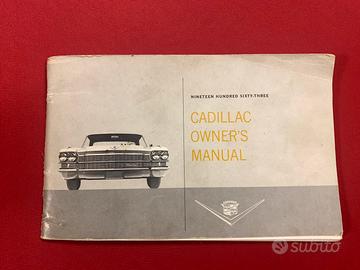 NINETEEN HUNDRED SIXTY-THREE
CADILLAC
OWNER'S
MANUAL
subito